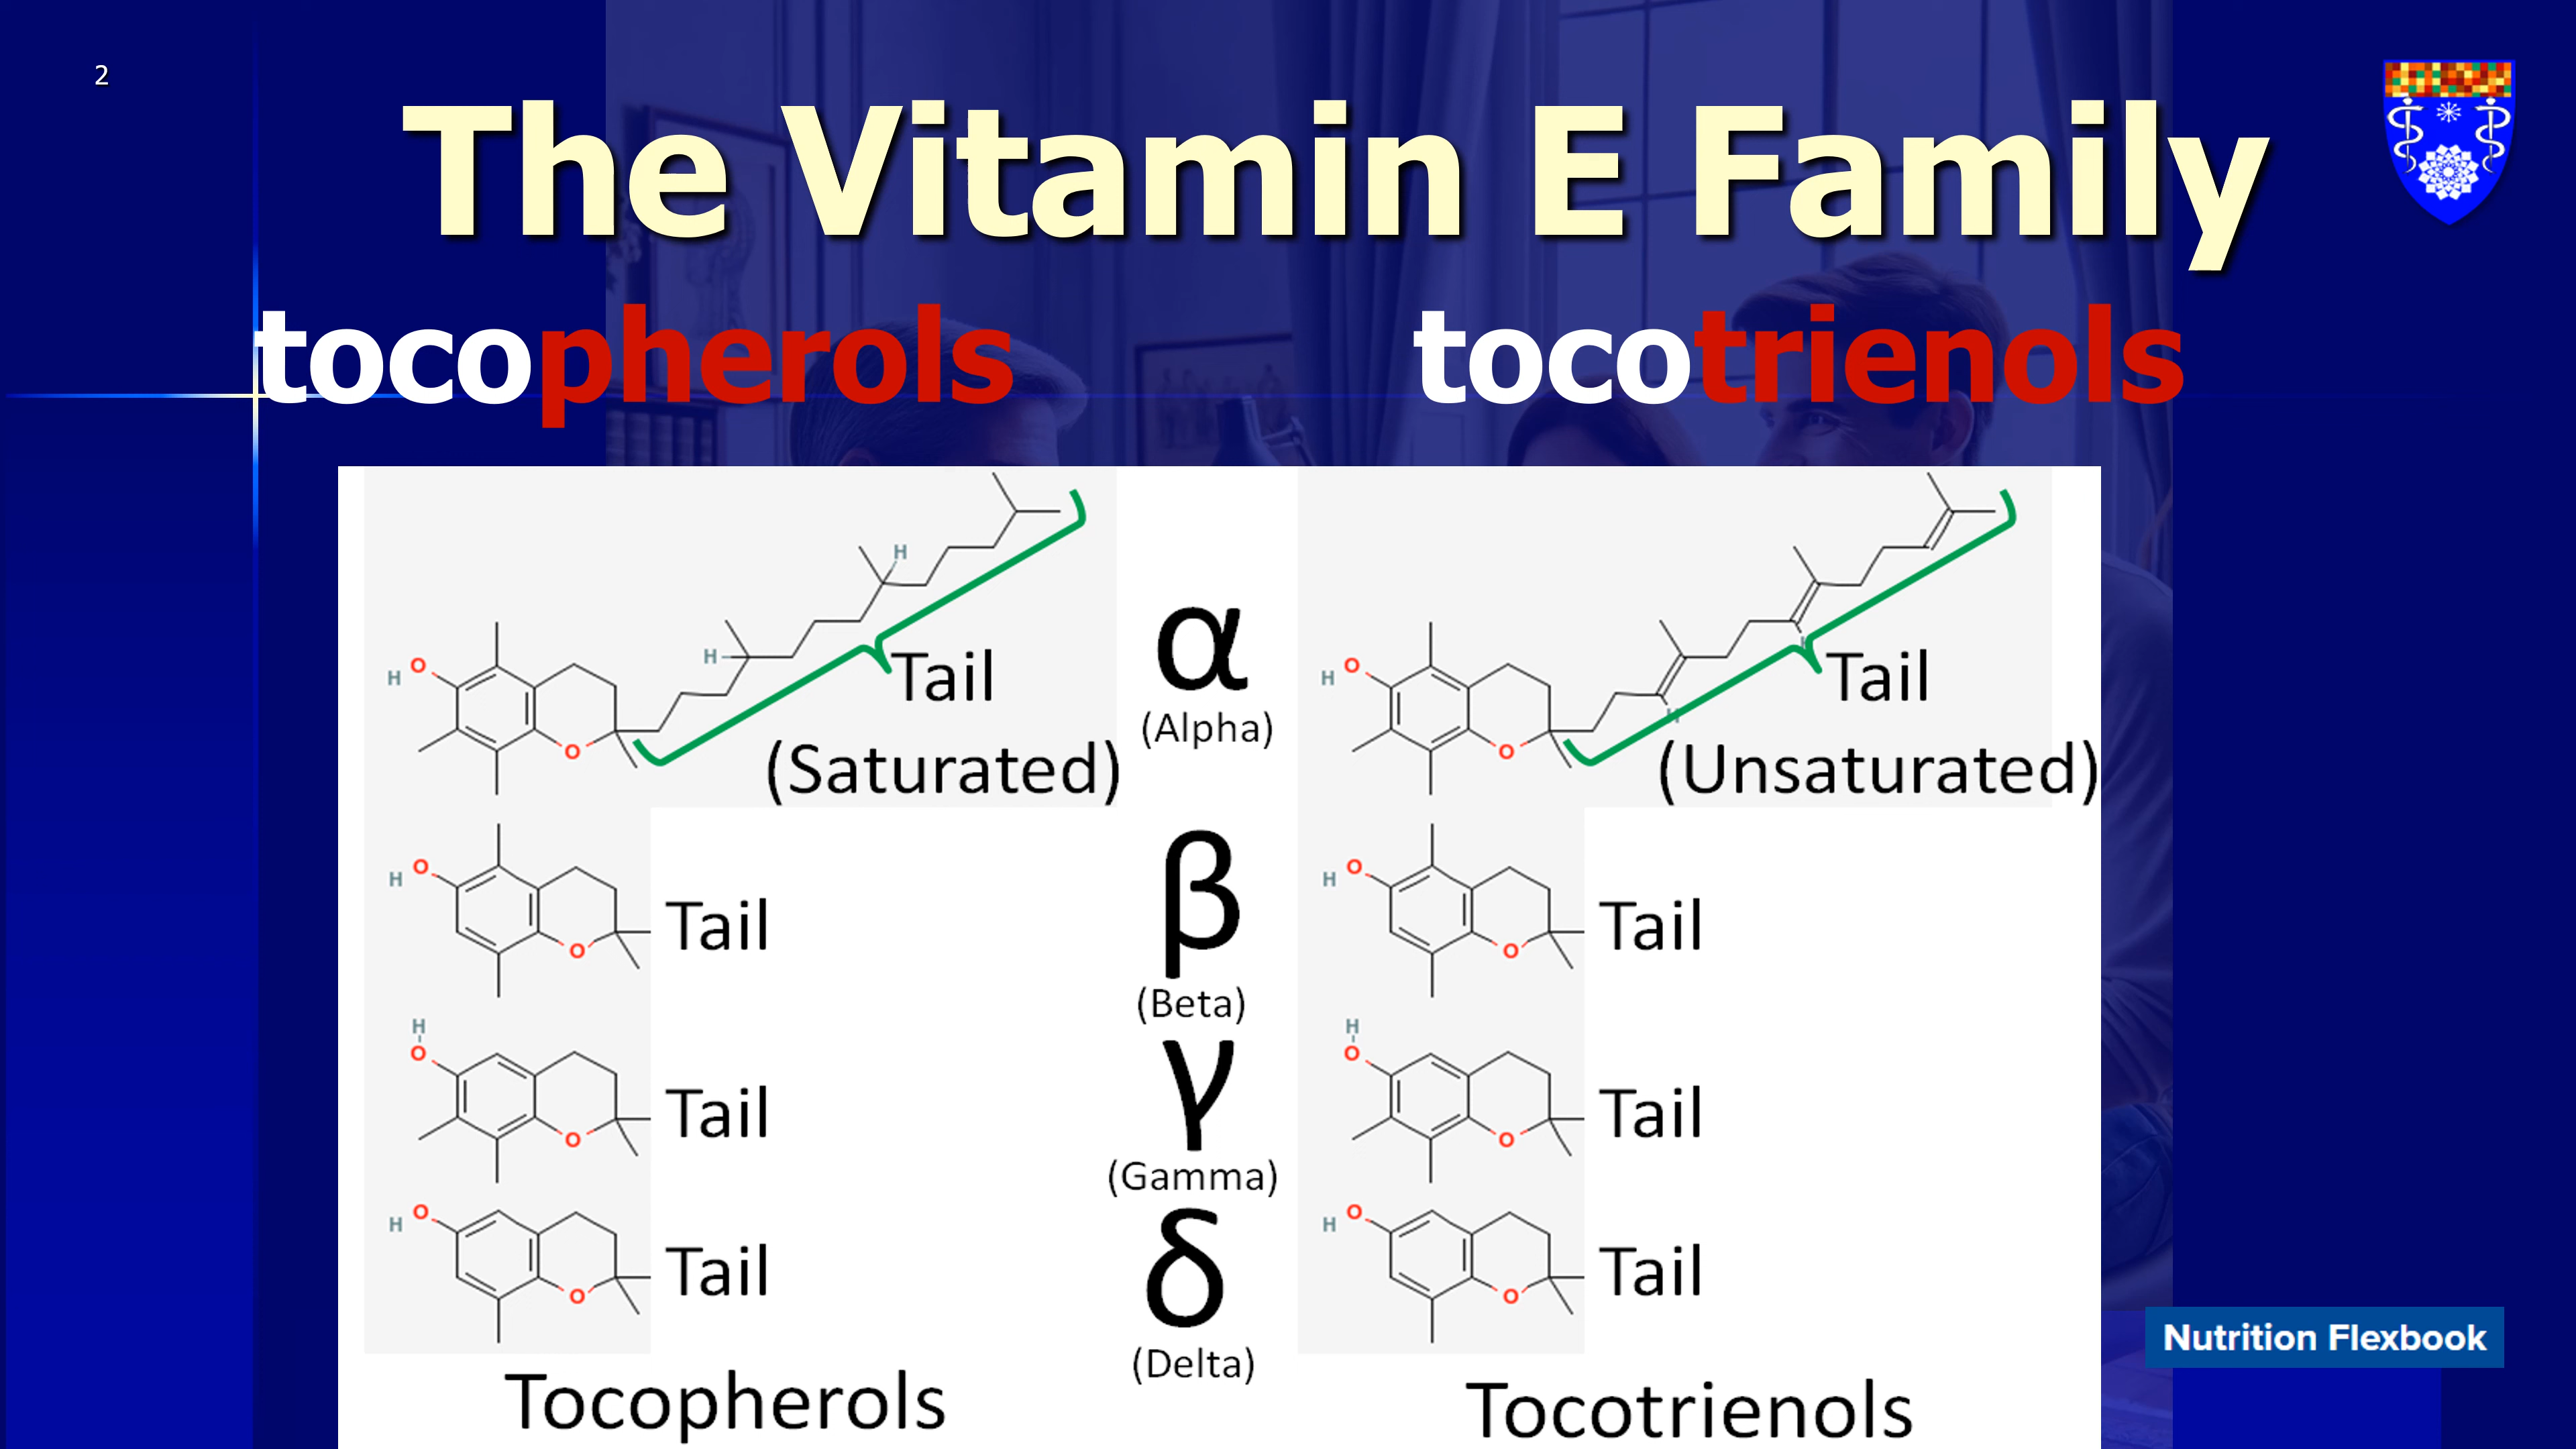 2
The Vitamin E Family
tocopherols
tocotrienols
H
H
H O
O
Tail
(Saturated)
α
(Alpha)
H
H
H O
O
Tail
(Unsaturated)
H O
O
Tail
β
(Beta)
H O
O
Tail
H
O
O
Tail
γ
(Gamma)
H
O
O
Tail
H O
O
Tail
δ
(Delta)
H O
O
Tail
Tocopherols
Tocotrienols
Nutrition Flexbook